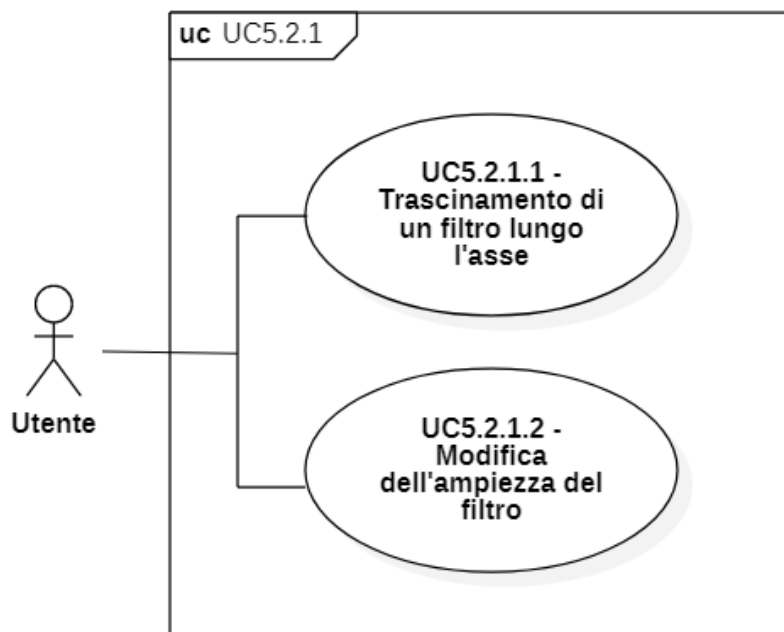 uc UC5.2.1
UC5.2.1.1 -
Trascinamento di
un filtro lungo
l'asse
Utente
UC5.2.1.2 -
Modifica
dell'ampiezza del
filtro